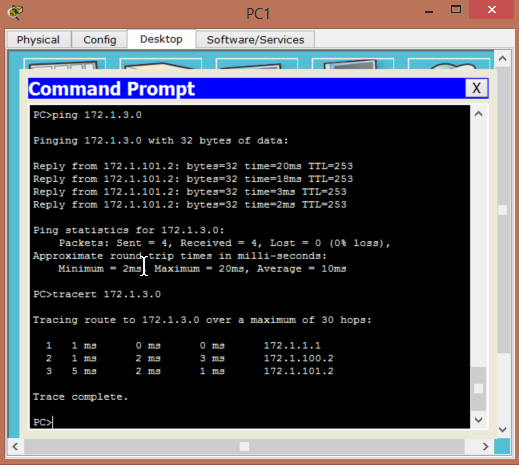 PC1
Physical Config Desktop Software/Services
Command Prompt X
PC>ping 172.1.3.0
Pinging 172.1.3.0 with 32 bytes of data:
Reply from 172.1.101.2: bytes=32 time=20ms TTL=253
Reply from 172.1.101.2: bytes=32 time=18ms TTL=253
Reply from 172.1.101.2: bytes=32 time=3ms TTL=253
Reply from 172.1.101.2: bytes=32 time=2ms TTL=253
Ping statistics for 172.1.3.0:
Packets: Sent = 4, Received = 4, Lost = 0 (0% loss),
Approximate round trip times in milli-seconds:
Minimum = 2ms, Maximum = 20ms, Average = 10ms
PC>tracert 172.1.3.0
Tracing route to 172.1.3.0 over a maximum of 30 hops:
1 1 ms 0 ms 0 ms 172.1.1.1
2 1 ms 2 ms 3 ms 172.1.100.2
3 5 ms 2 ms 1 ms 172.1.101.2
Trace complete.
PC>